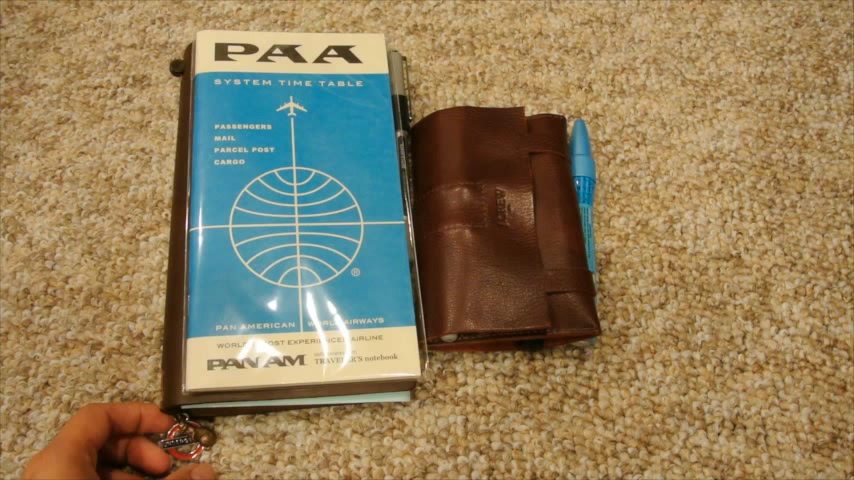 PAA
SYSTEM TIME TABLE
PASSENGERS
MAIL
PARCEL POST
CARGO
®
PAN AMERICAN WORLD AIRWAYS
WORLD'S MOST EXPERIENCED AIRLINE
PAN AM
TRAVELER'S notebook